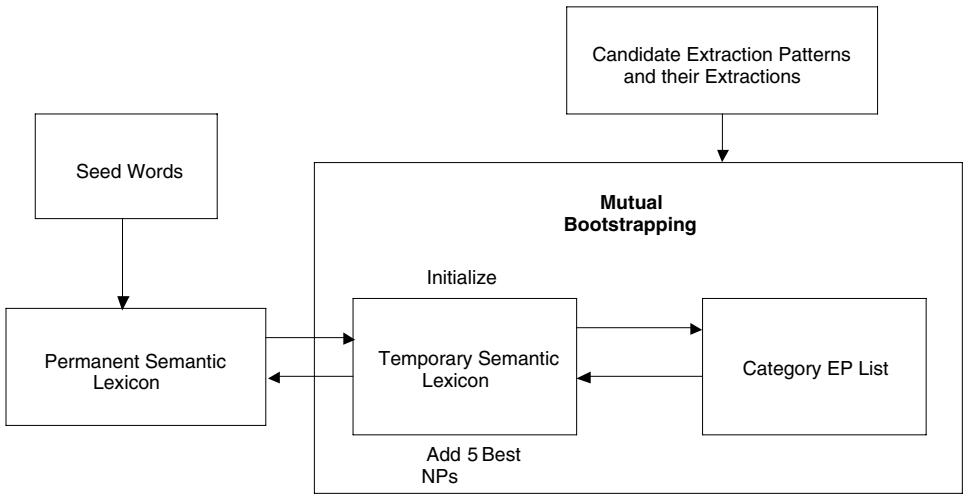 Candidate Extraction Patterns
and their Extractions
Seed Words
Mutual
Bootstrapping
Initialize
Permanent Semantic
Lexicon
Temporary Semantic
Lexicon
Category EP List
Add 5 Best
NPs